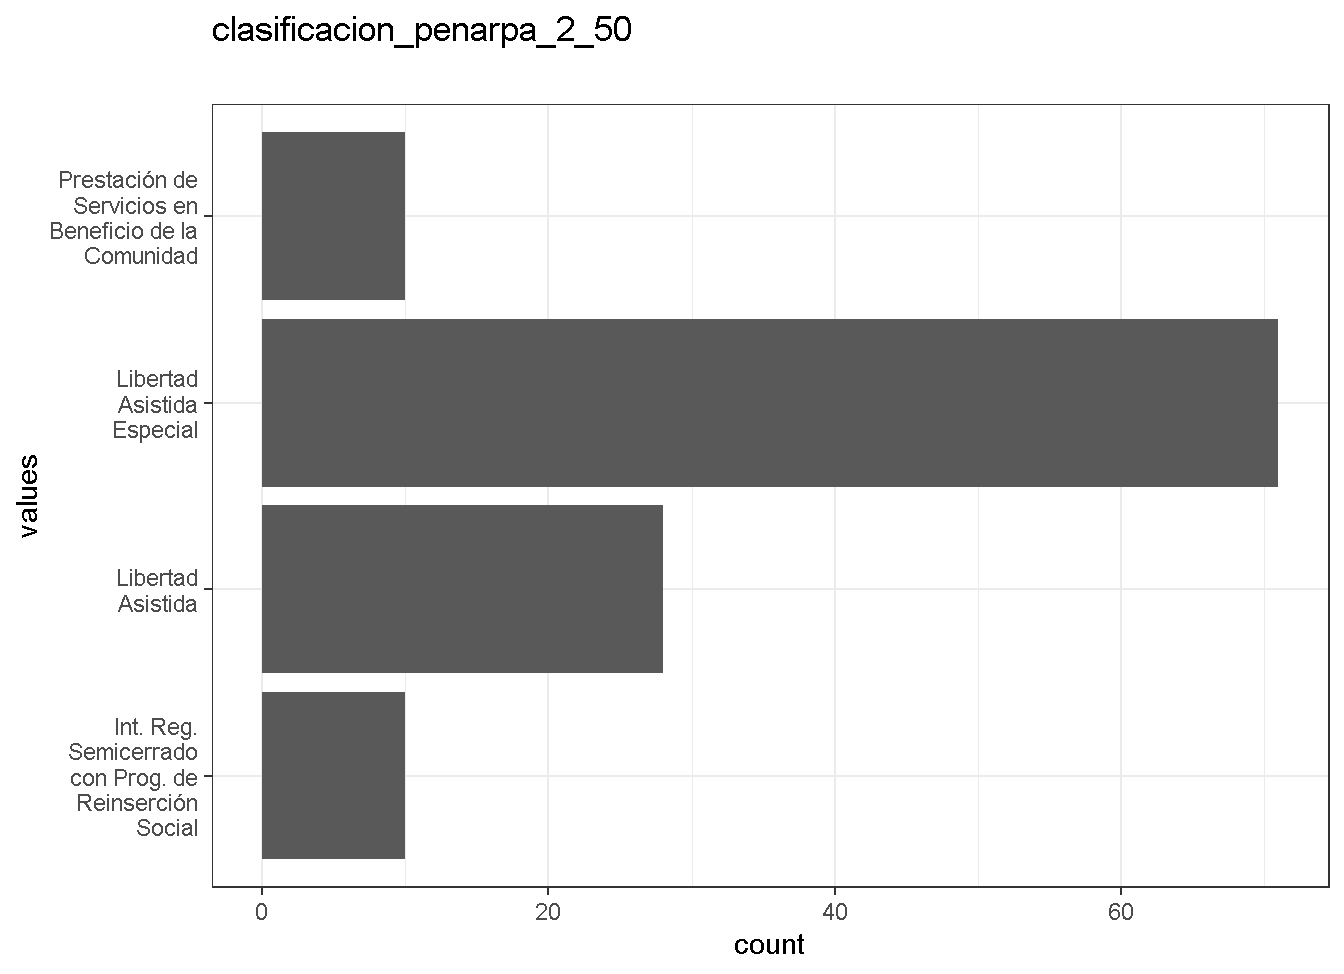 clasificacion_penarpa_2_50
Prestación de
Servicios en
Beneficio de la
Comunidad
Libertad
Asistida
Especial
Libertad
Asistida
Int. Reg.
Semicerrado
con Prog. de
Reinserción
Social
values
0 20 40 60
count